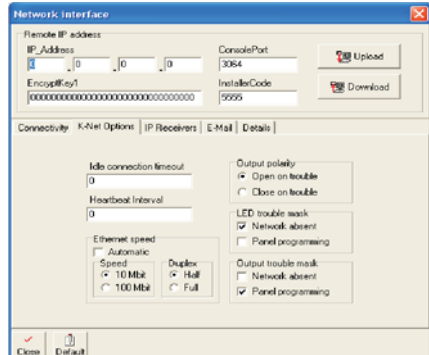 Network interface
Remote IP address
IP_Address
0 . 0 . 0 . 0
ConsolePort
3064
Upload
EncryptKey1
00000000000000000000000000000000
InstallerCode
5555
Download
Connectivity K-Net Options IP Receivers E-Mail Details
Idle connection timeout
0
Heartbeat Interval
0
Ethernet speed
Automatic
Speed
10 Mbit
100 Mbit
Duplex
Half
Full
Output polarity
Open on trouble
Close on trouble
LED trouble mask
Network absent
Panel programming
Output trouble mask
Network absent
Panel programming
Close Default